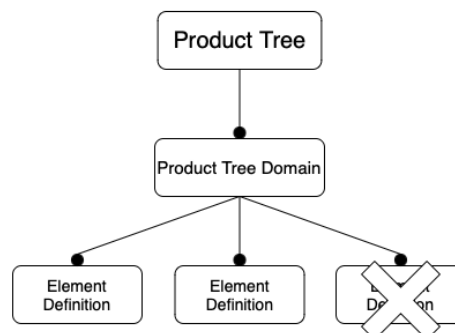 Product Tree
Product Tree Domain
Element
Definition
Element
Definition